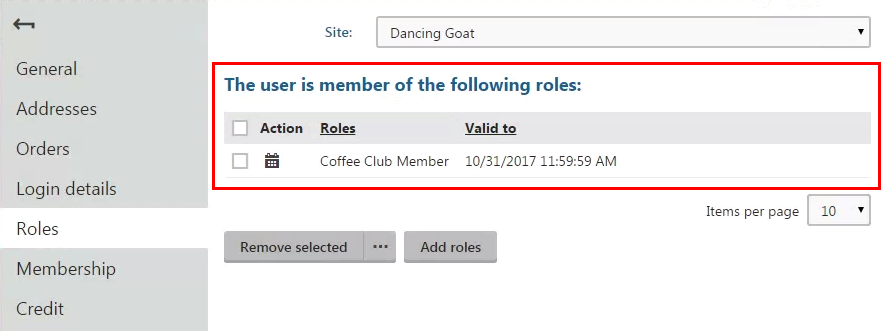 Site: Dancing Goat
General
Addresses
Orders
Login details
Roles
Membership
Credit
The user is member of the following roles:
Action Roles Valid to
Coffee Club Member 10/31/2017 11:59:59 AM
Items per page 10
Remove selected ··· Add roles